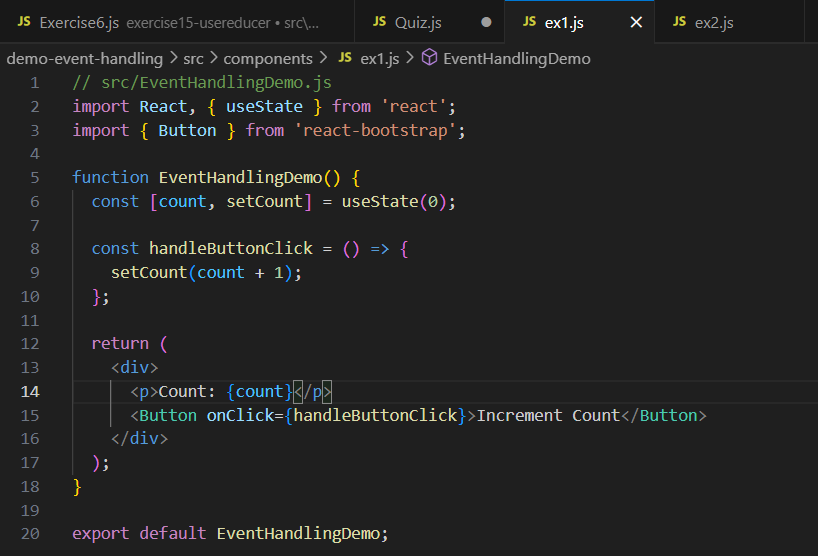 JS Exercise6.js exercise15-usereducer • src\... JS Quiz.js JS ex1.js JS ex2.js
demo-event-handling > src > components > JS ex1.js > EventHandlingDemo
1 // src/EventHandlingDemo.js
2 import React, { useState } from 'react';
3 import { Button } from 'react-bootstrap';
4
5 function EventHandlingDemo() {
6 const [count, setCount] = useState(0);
7
8 const handleButtonClick = () => {
9 setCount(count + 1);
10 };
11
12 return (
13 <div>
14 <p>Count: {count}</p>
15 <Button onClick={handleButtonClick}>Increment Count</Button>
16 </div>
17 );
18 }
19
20 export default EventHandlingDemo;